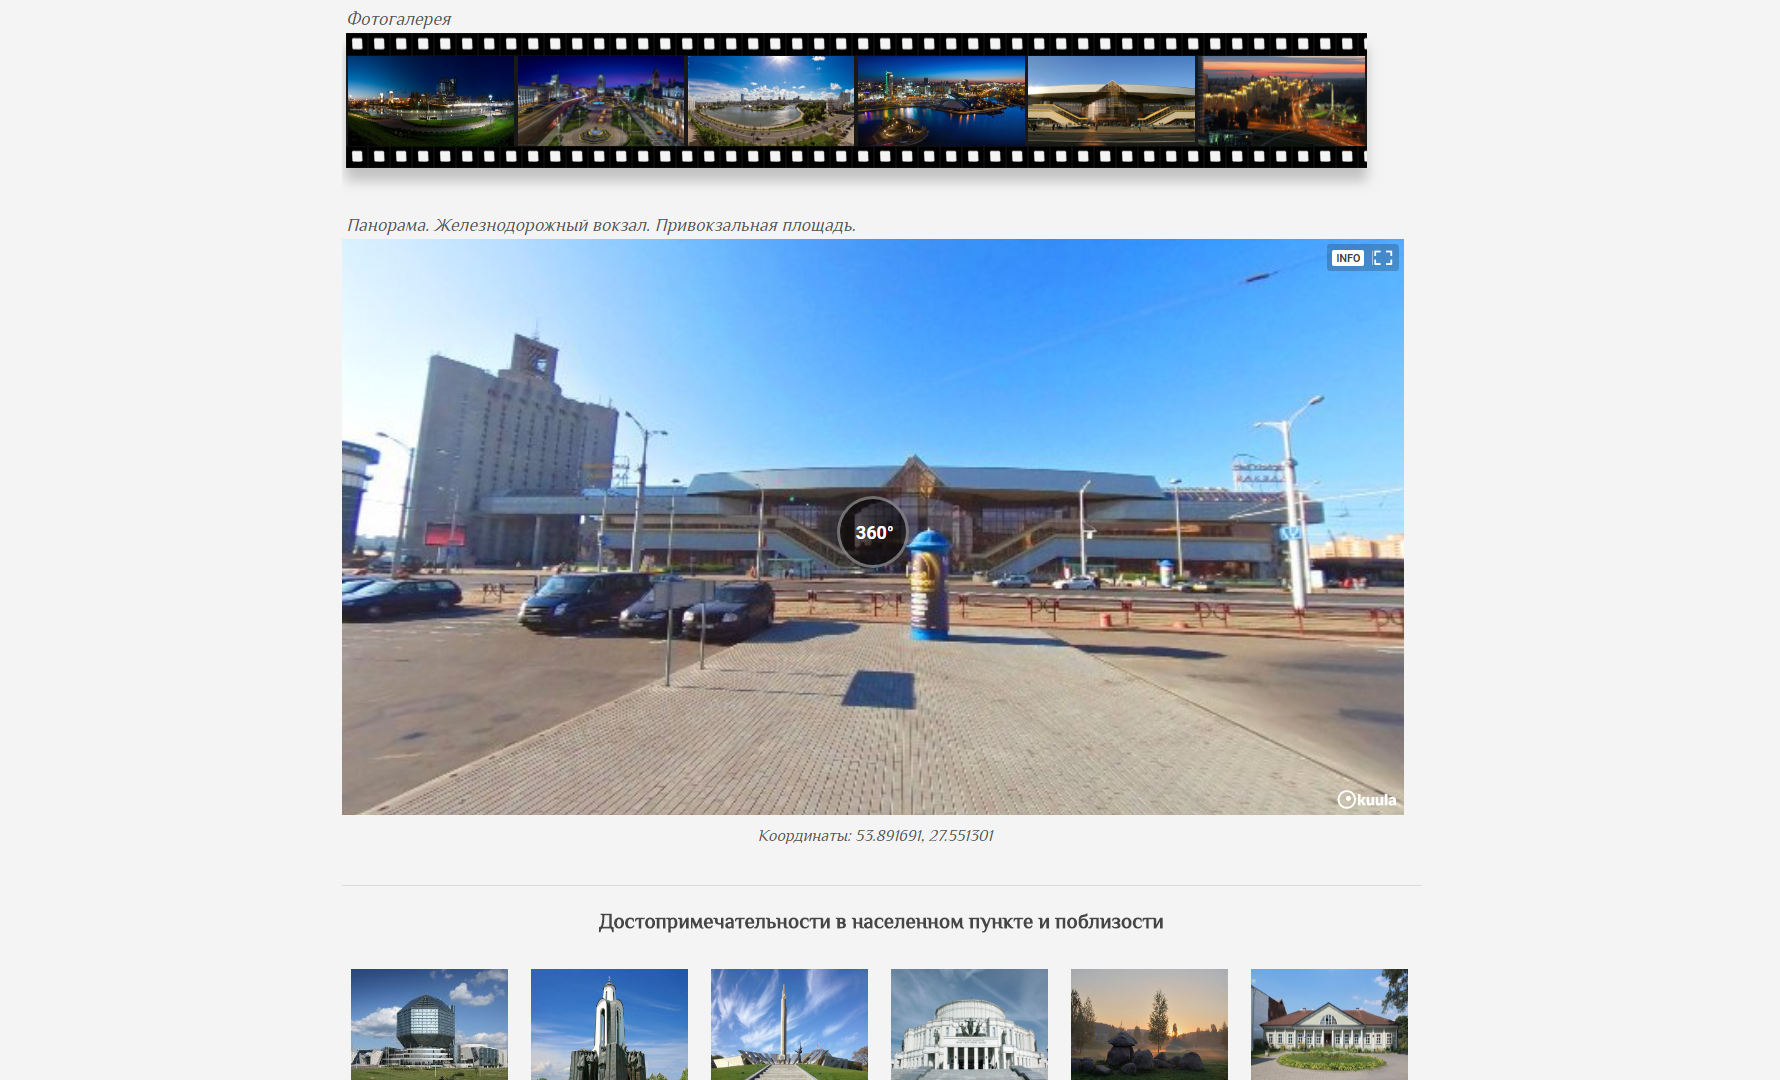 Фотогалерея
Панорама. Железнодорожный вокзал. Привокзальная площадь.
INFO
360°
kuula
Координаты: 53.891691, 27.551301
Достопримечательности в населенном пункте и поблизости